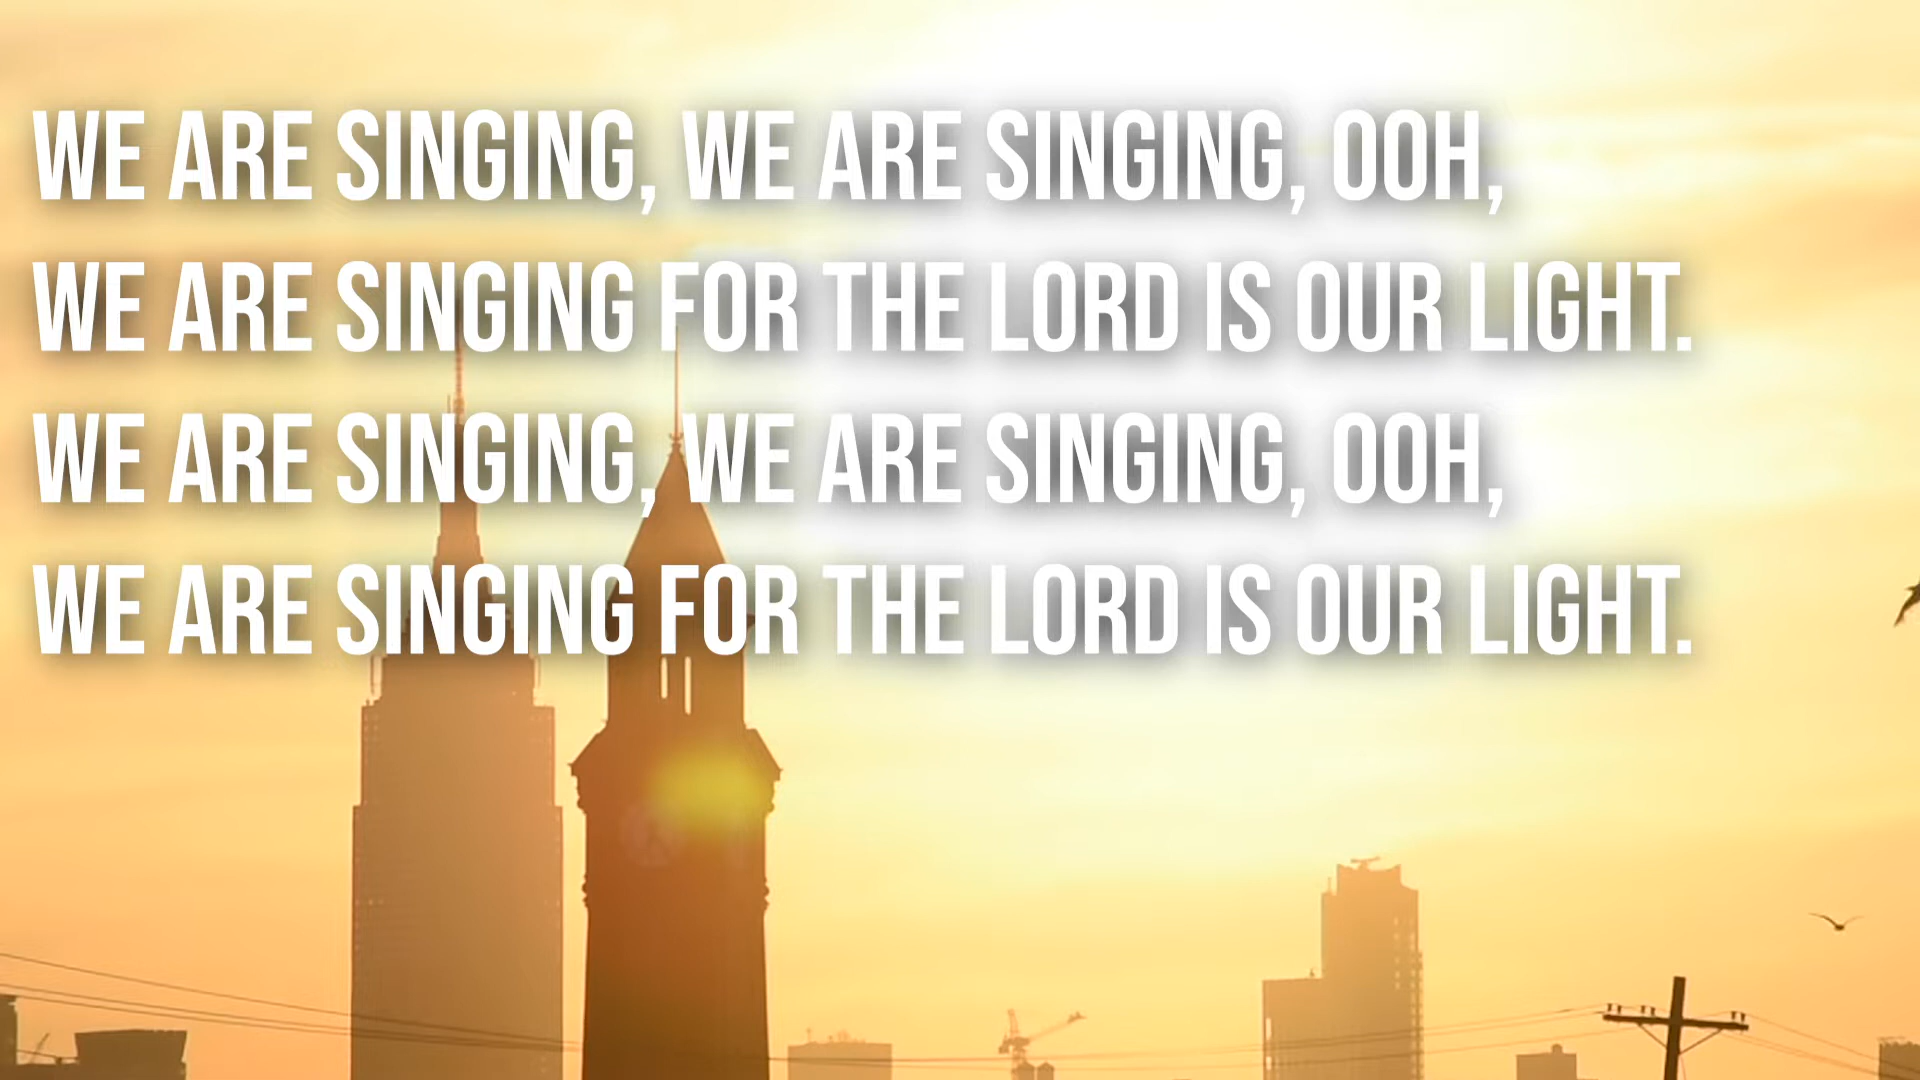 WE ARE SINGING, WE ARE SINGING, OOH,
WE ARE SINGING FOR THE LORD IS OUR LIGHT.
WE ARE SINGING, WE ARE SINGING, OOH,
WE ARE SINGING FOR THE LORD IS OUR LIGHT.